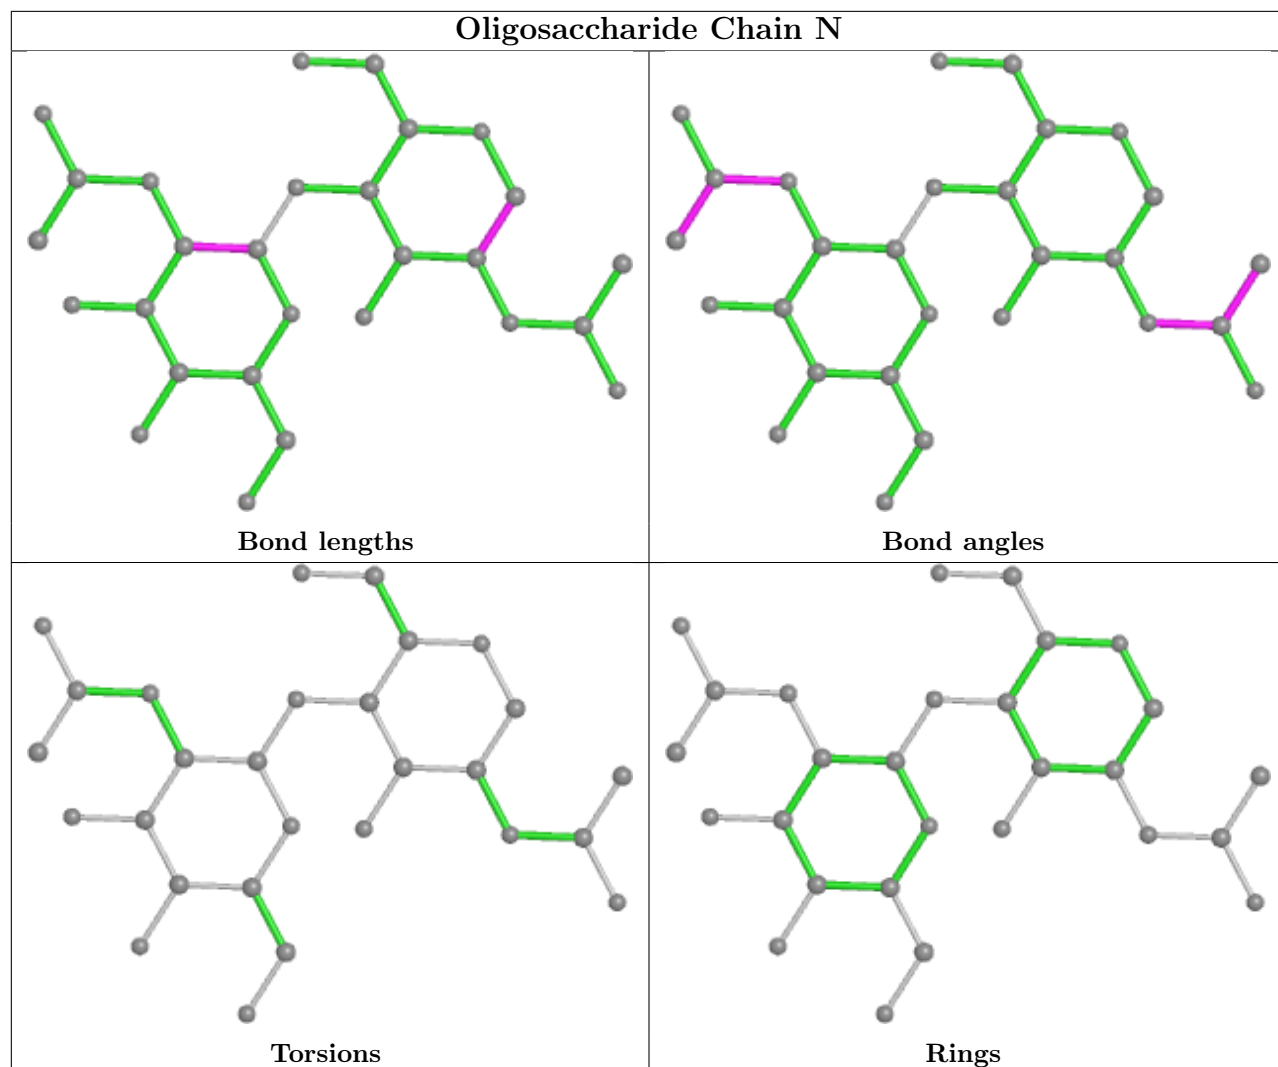 Oligosaccharide Chain N
Bond lengths
Bond angles
Torsions
Rings